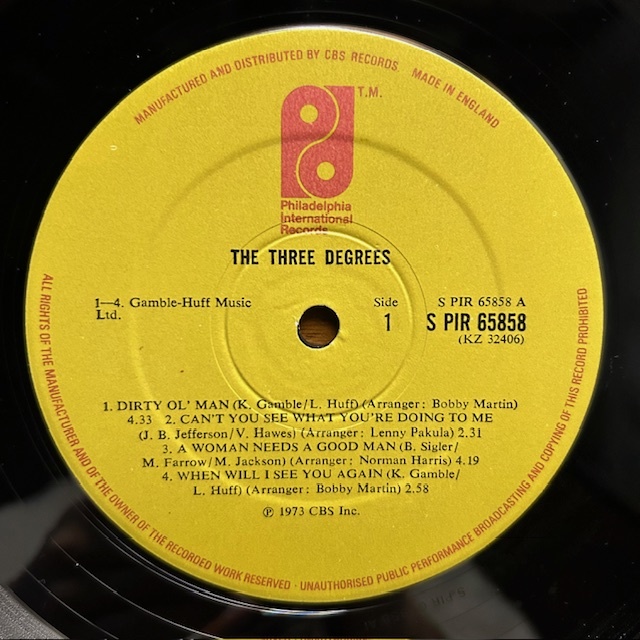 MANUFACTURED AND DISTRIBUTED BY CBS RECORDS MADE IN ENGLAND
T.M.
Philadelphia
International
Records
THE THREE DEGREES
1—4. Gamble-Huff Music
Ltd.
Side
1
S PIR 65858 A
S PIR 65858
(KZ 32406)
1. DIRTY OL' MAN (K. Gamble/L. Huff) (Arranger: Bobby Martin)
4.33 2. CAN'T YOU SEE WHAT YOU'RE DOING TO ME
(J. B. Jefferson/V. Hawes) (Arranger: Lenny Pakula) 2.31
3. A WOMAN NEEDS A GOOD MAN (B. Sigler/
M. Farrow/M. Jackson) (Arranger: Norman Harris) 4.19
4. WHEN WILL I SEE YOU AGAIN (K. Gamble/
L. Huff) (Arranger: Bobby Martin) 2.58
℗ 1973 CBS Inc.
ALL RIGHTS OF THE MANUFACTURER AND OF THE OWNER OF THE RECORDED WORK RESERVED · UNAUTHORISED PUBLIC PERFORMANCE BROADCASTING AND COPYING OF THIS RECORD PROHIBITED